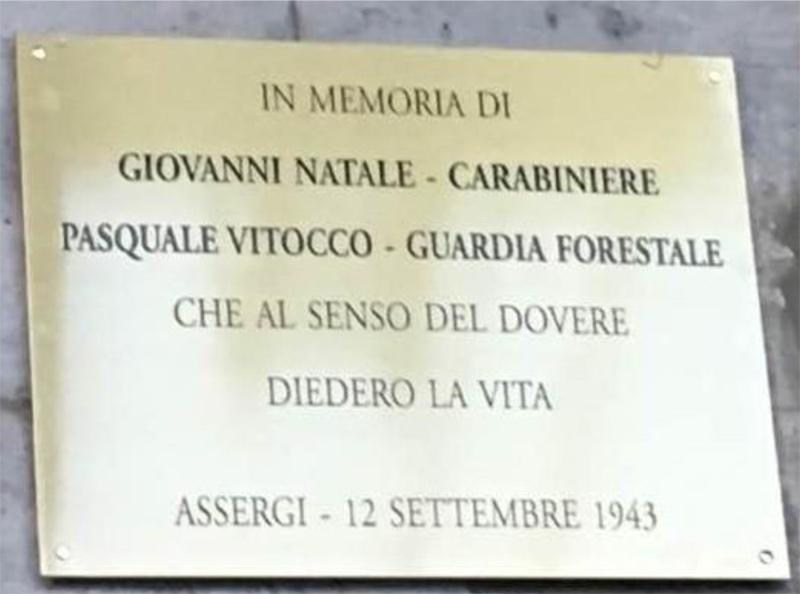 IN MEMORIA DI
GIOVANNI NATALE - CARABINIERE
PASQUALE VITOCCO - GUARDIA FORESTALE
CHE AL SENSO DEL DOVERE
DIEDERO LA VITA
ASSERGI - 12 SETTEMBRE 1943